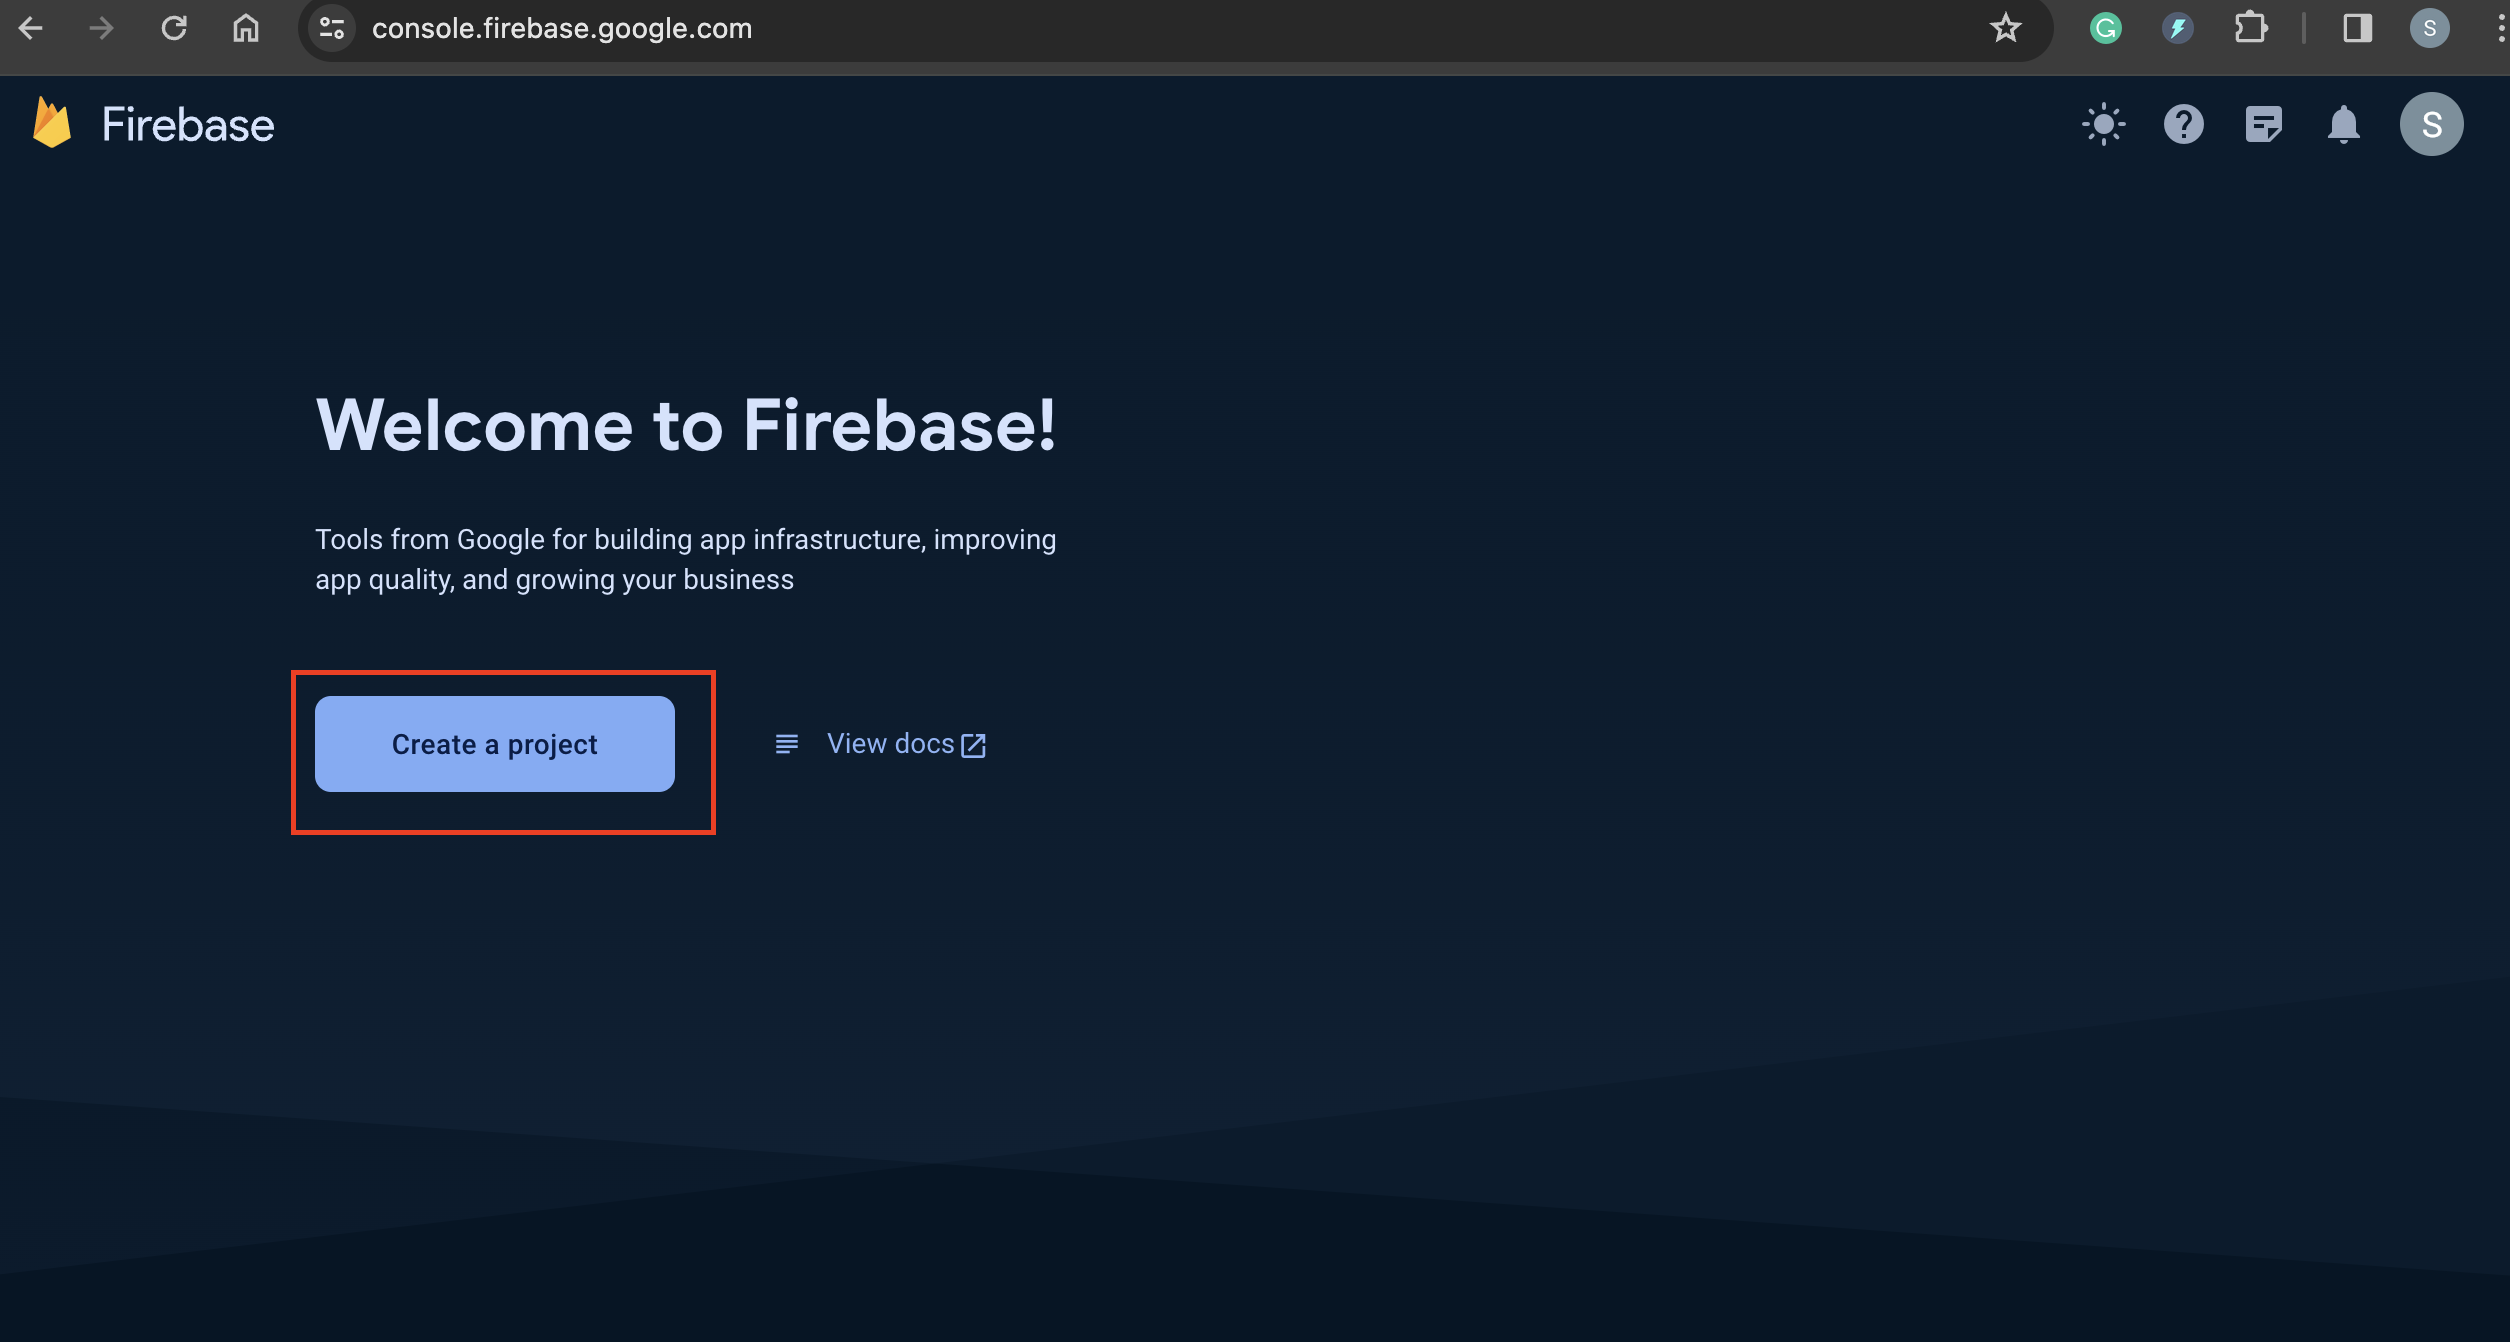 console.firebase.google.com
S
Firebase
S
Welcome to Firebase!
Tools from Google for building app infrastructure, improving
app quality, and growing your business
Create a project
View docs